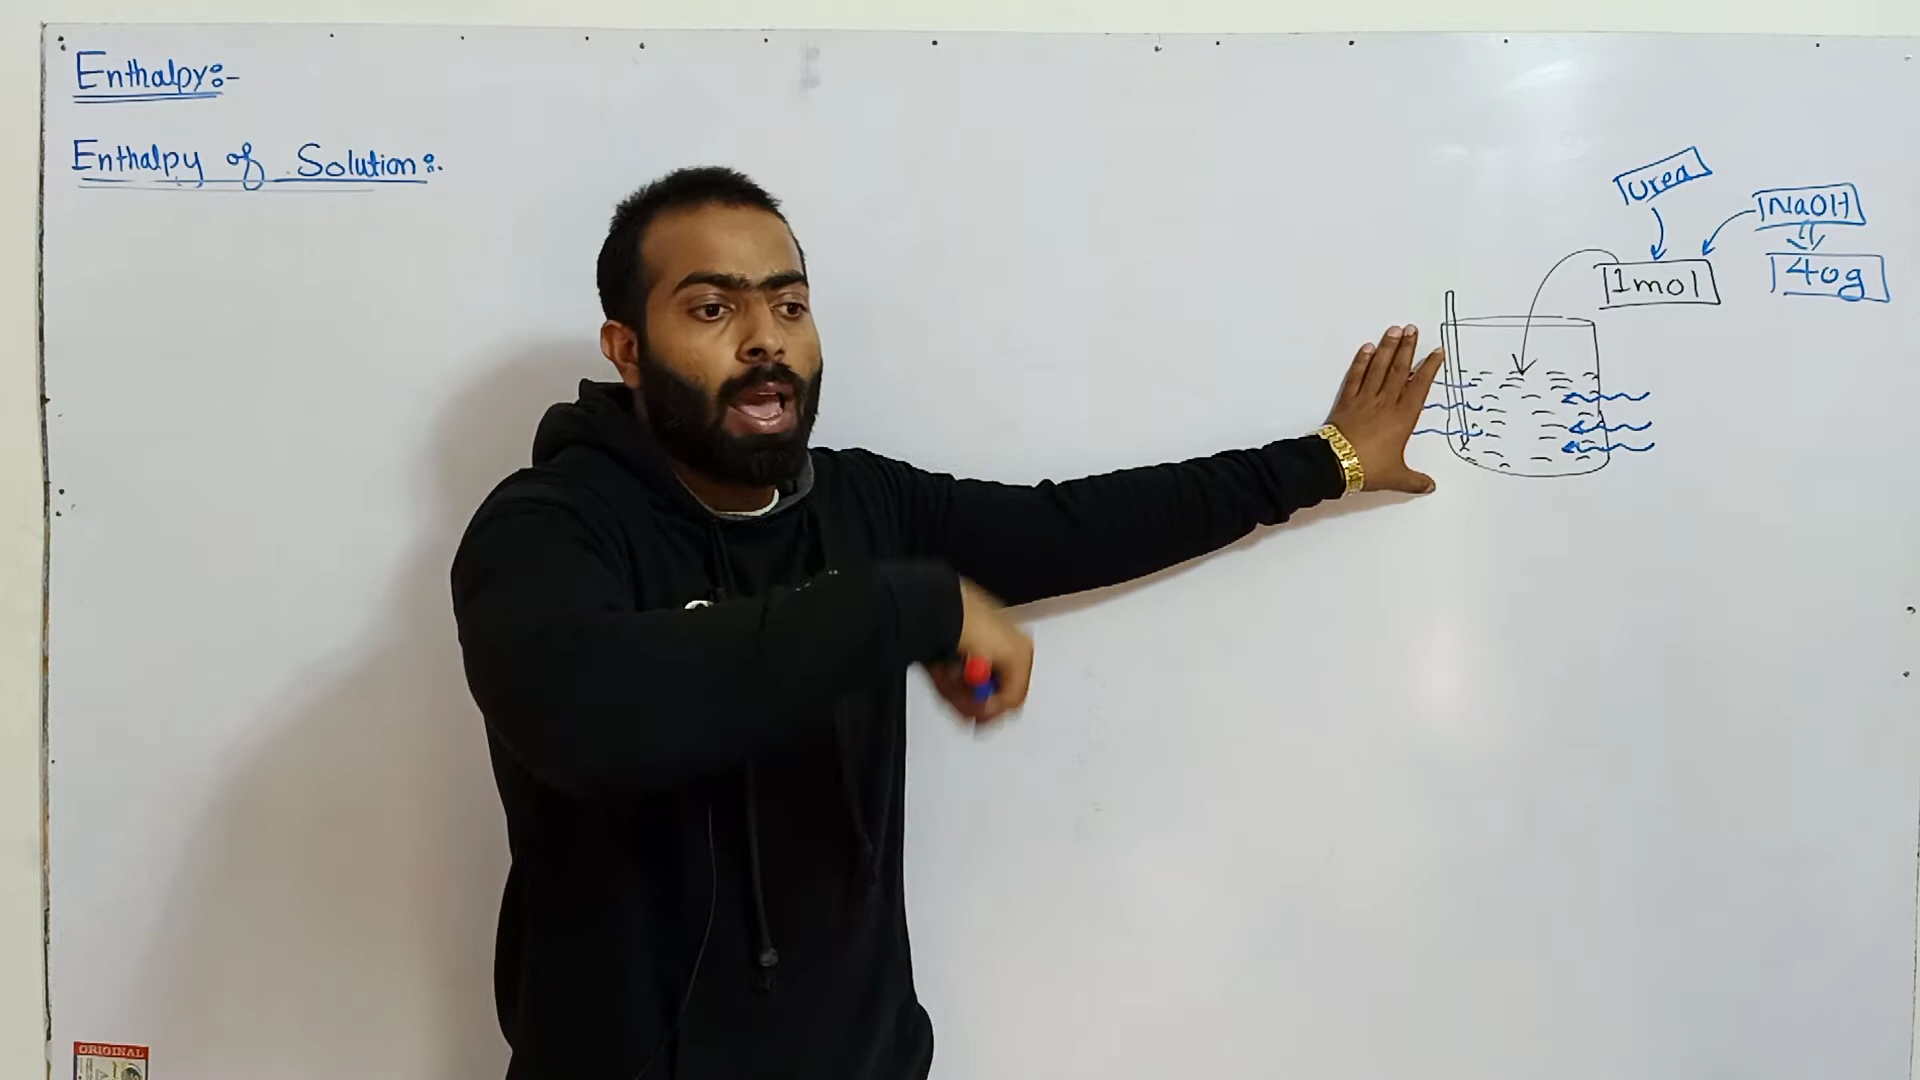 Enthalpy:-
Enthalpy of Solution:.
Urea
NaOH
1mol
40g
ORIGINAL